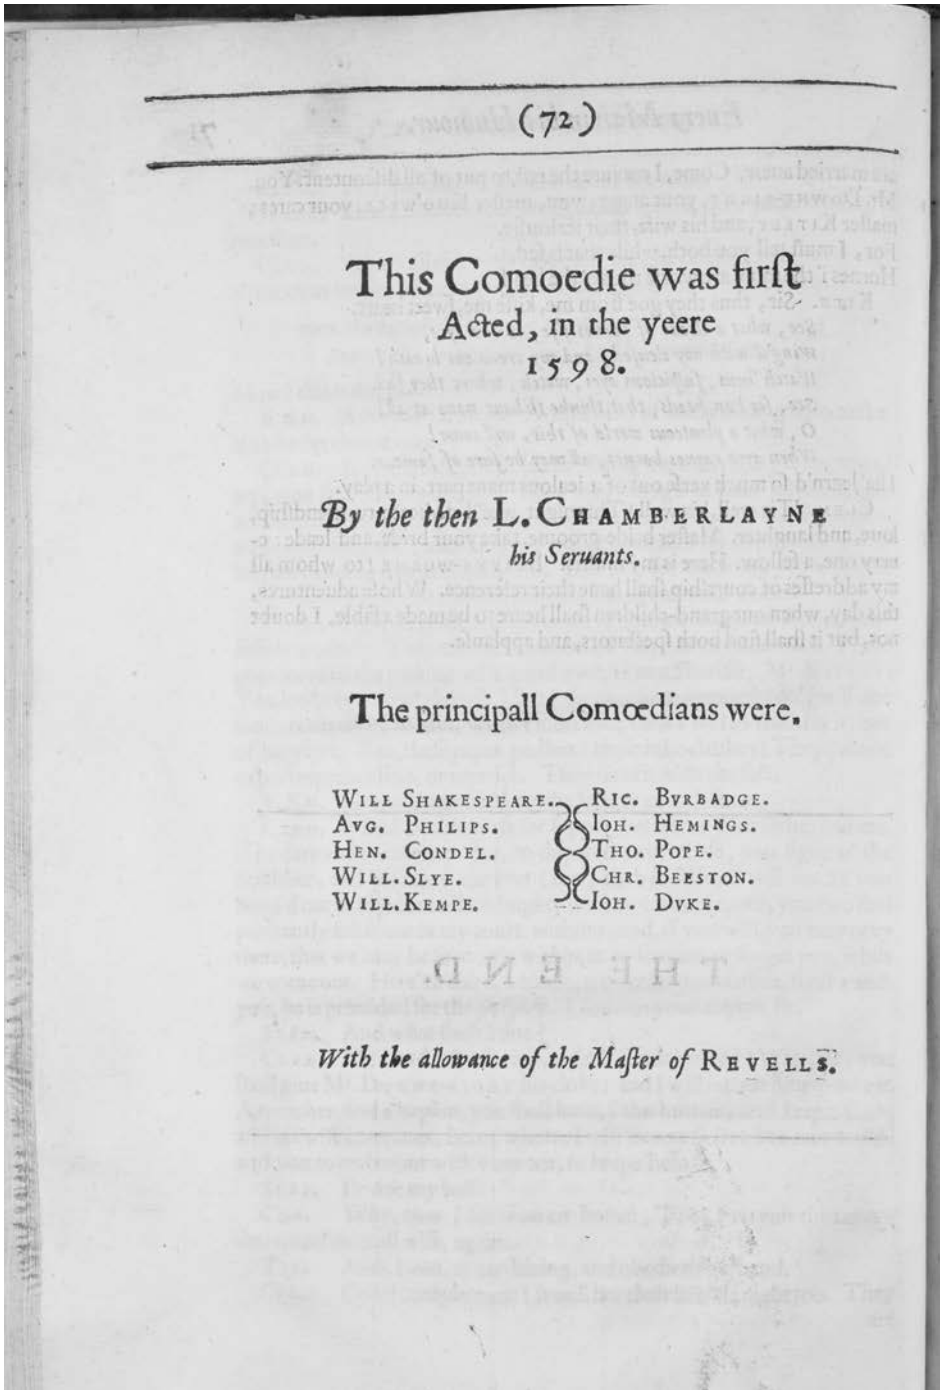 (72)
This Comoedie was firſt
Acted, in the yeere
1598.
By the then L. CHAMBERLAYNE
his Seruants.
The principall Comœdians were.
WILL SHAKESPEARE. RIC. BVRBADGE.
AVG. PHILIPS. IOH. HEMINGS.
HEN. CONDEL. THO. POPE.
WILL. SLYE. CHR. BEESTON.
WILL. KEMPE. IOH. DVKE.
With the allowance of the Maſter of REVELLS.